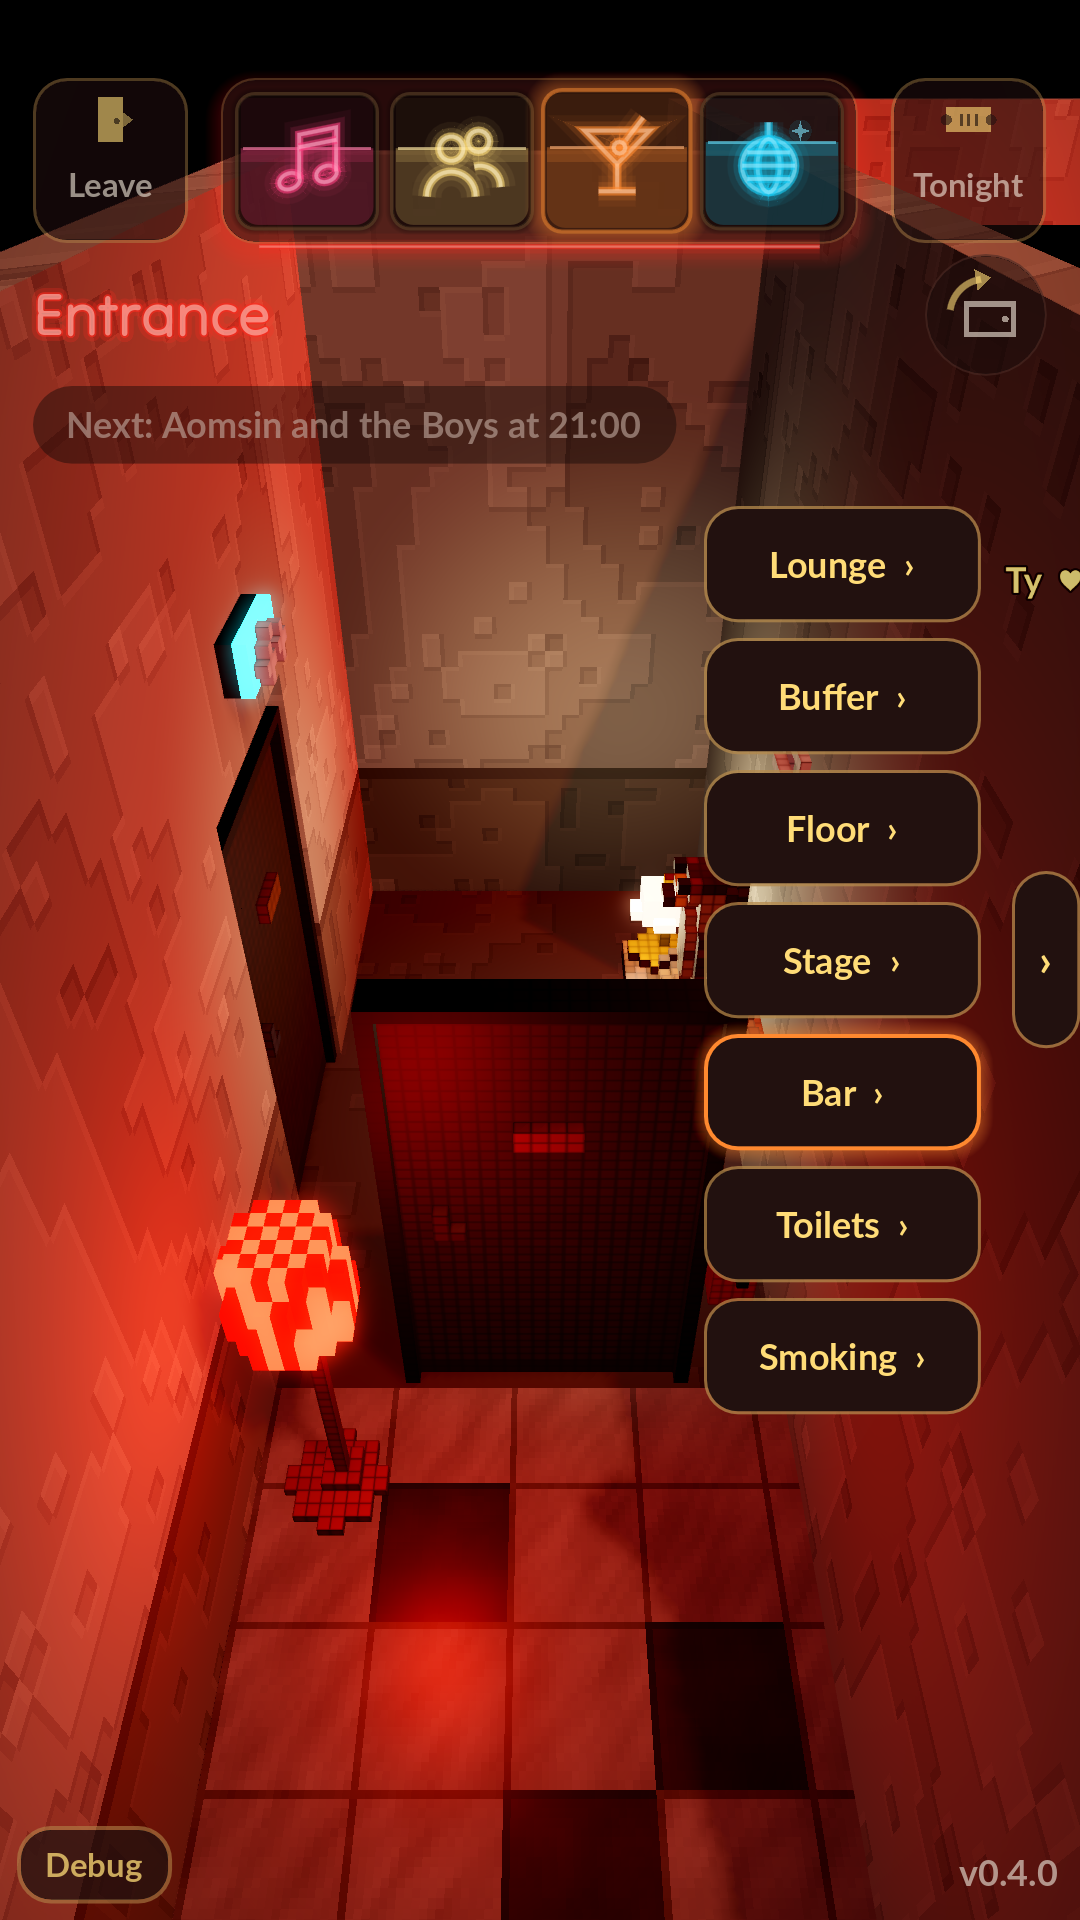 Leave
Tonight
Entrance
Next: Aomsin and the Boys at 21:00
Lounge ›
Ty ♥
Buffer ›
Floor ›
Stage ›
›
Bar ›
Toilets ›
Smoking ›
Debug
v0.4.0